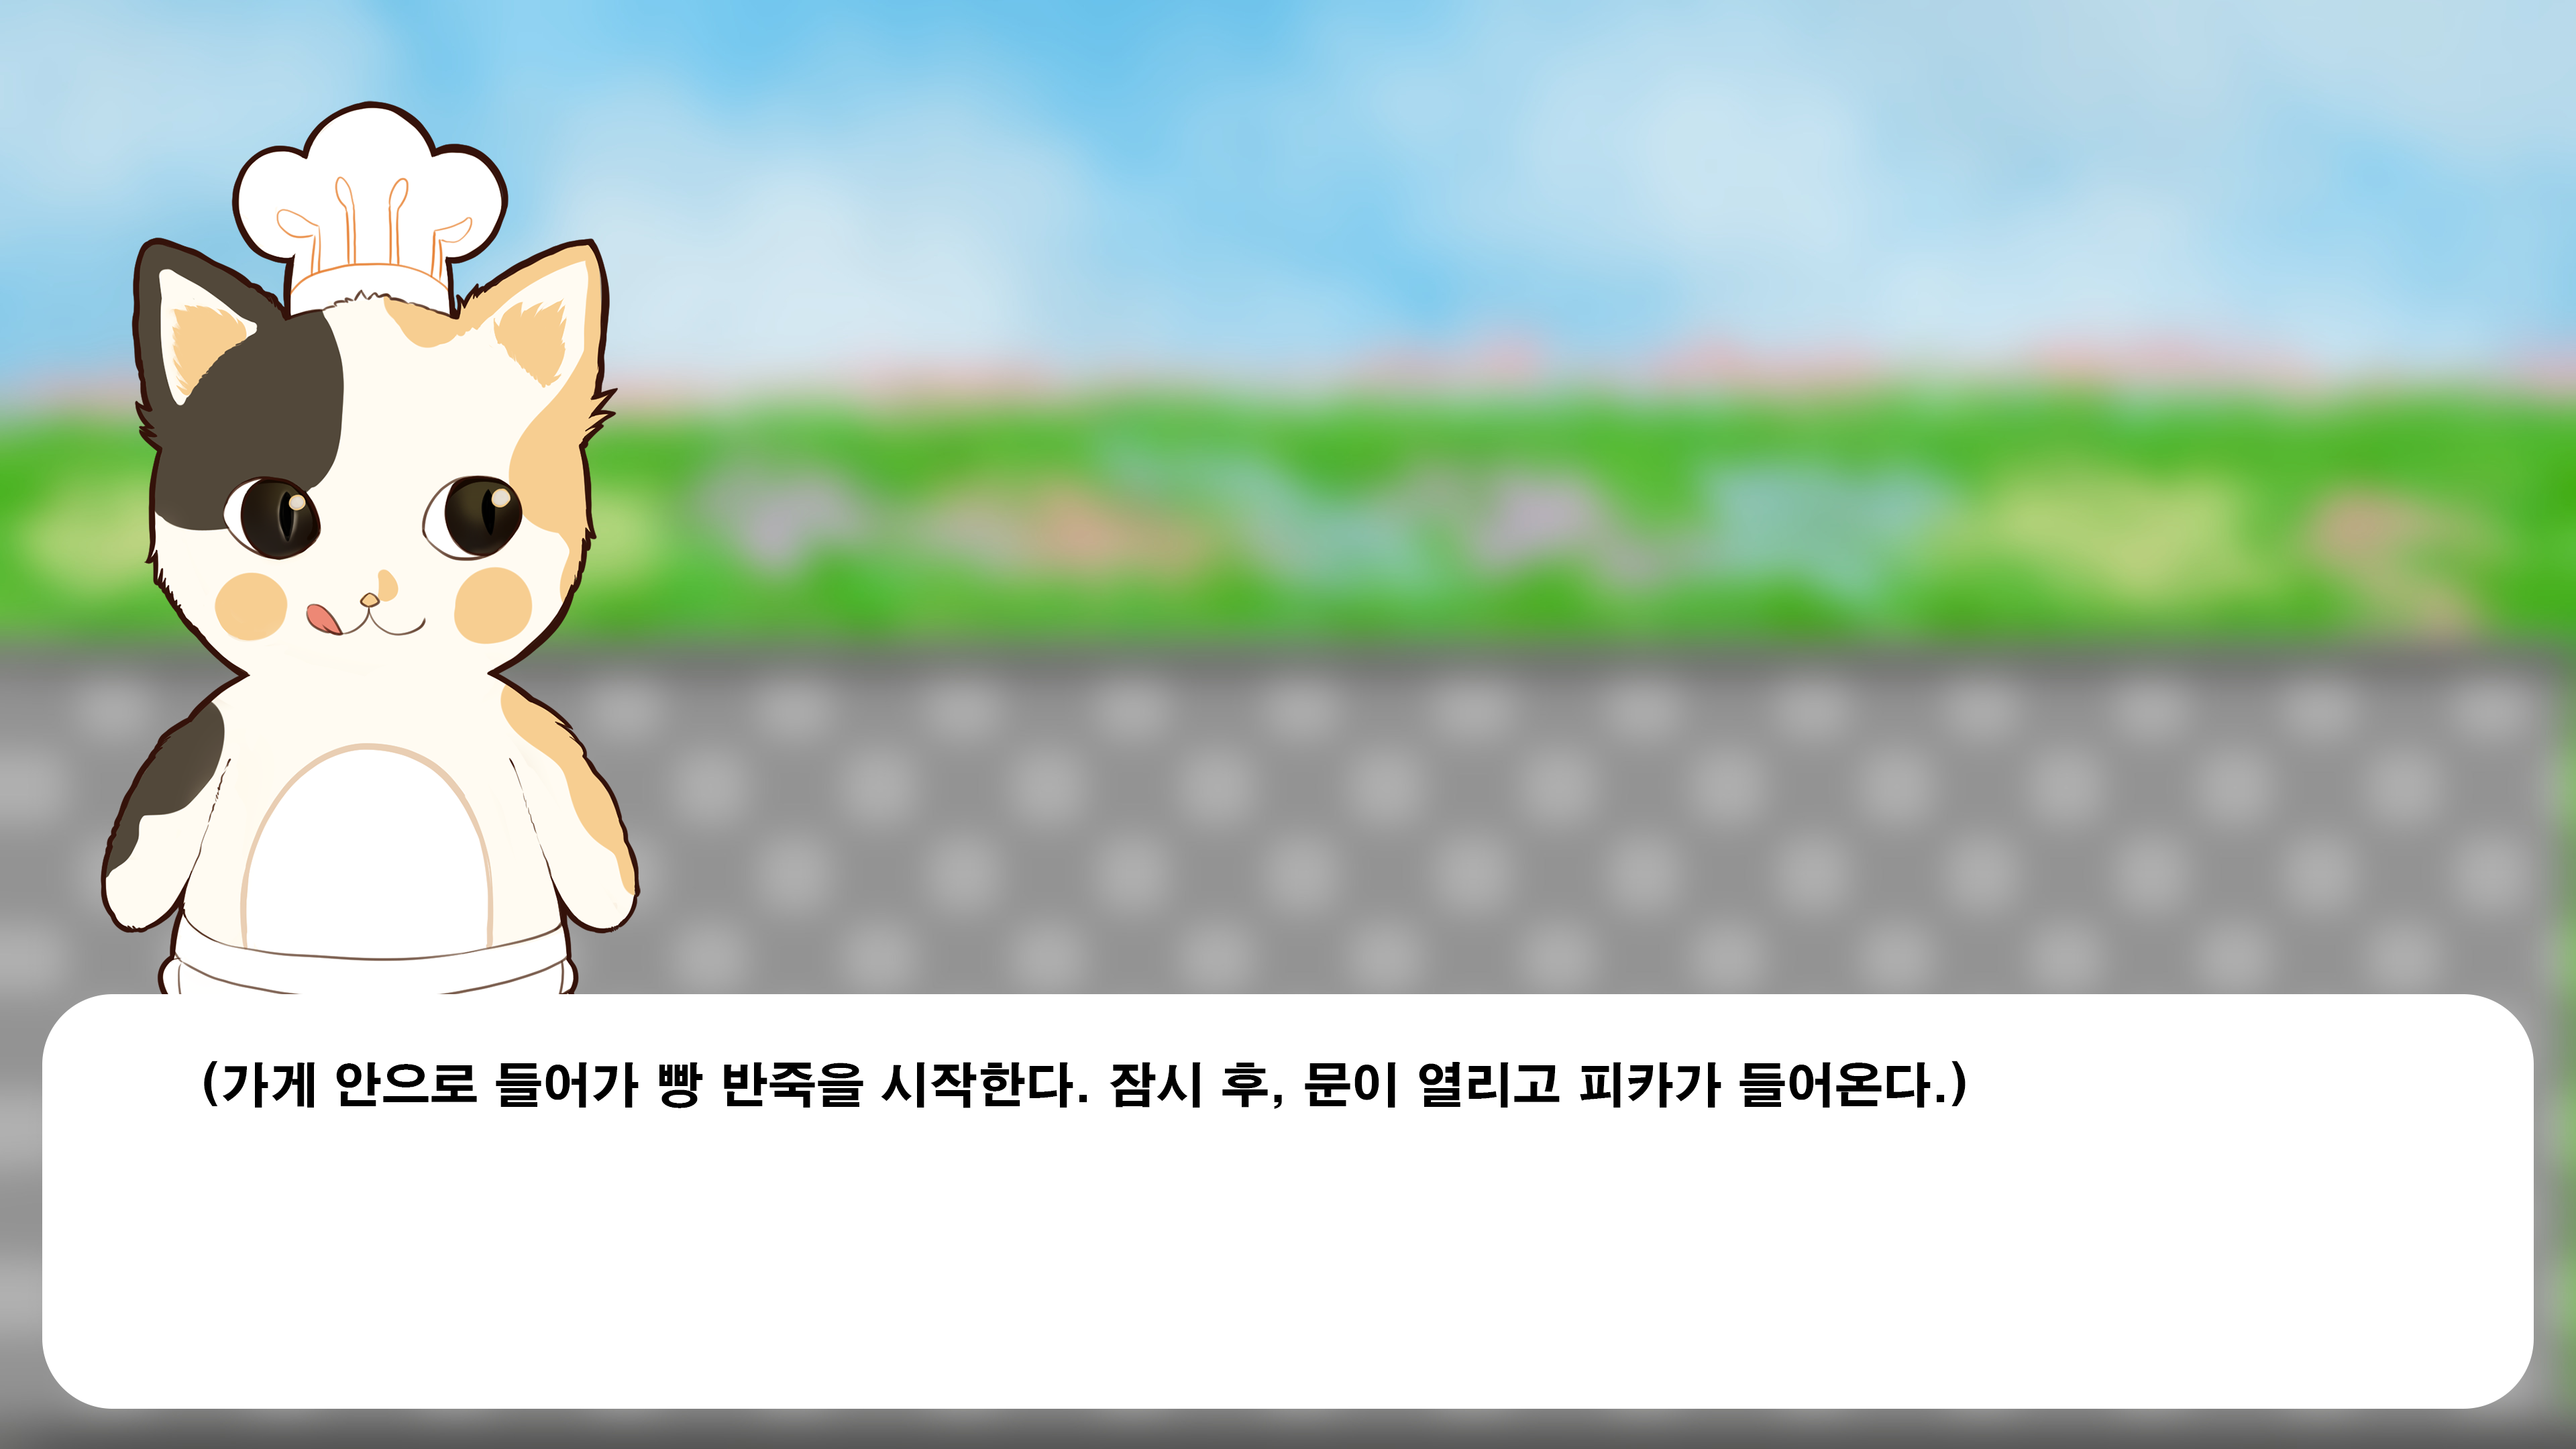 (가게 안으로 들어가 빵 반죽을 시작한다. 잠시 후, 문이 열리고 피카가 들어온다.)